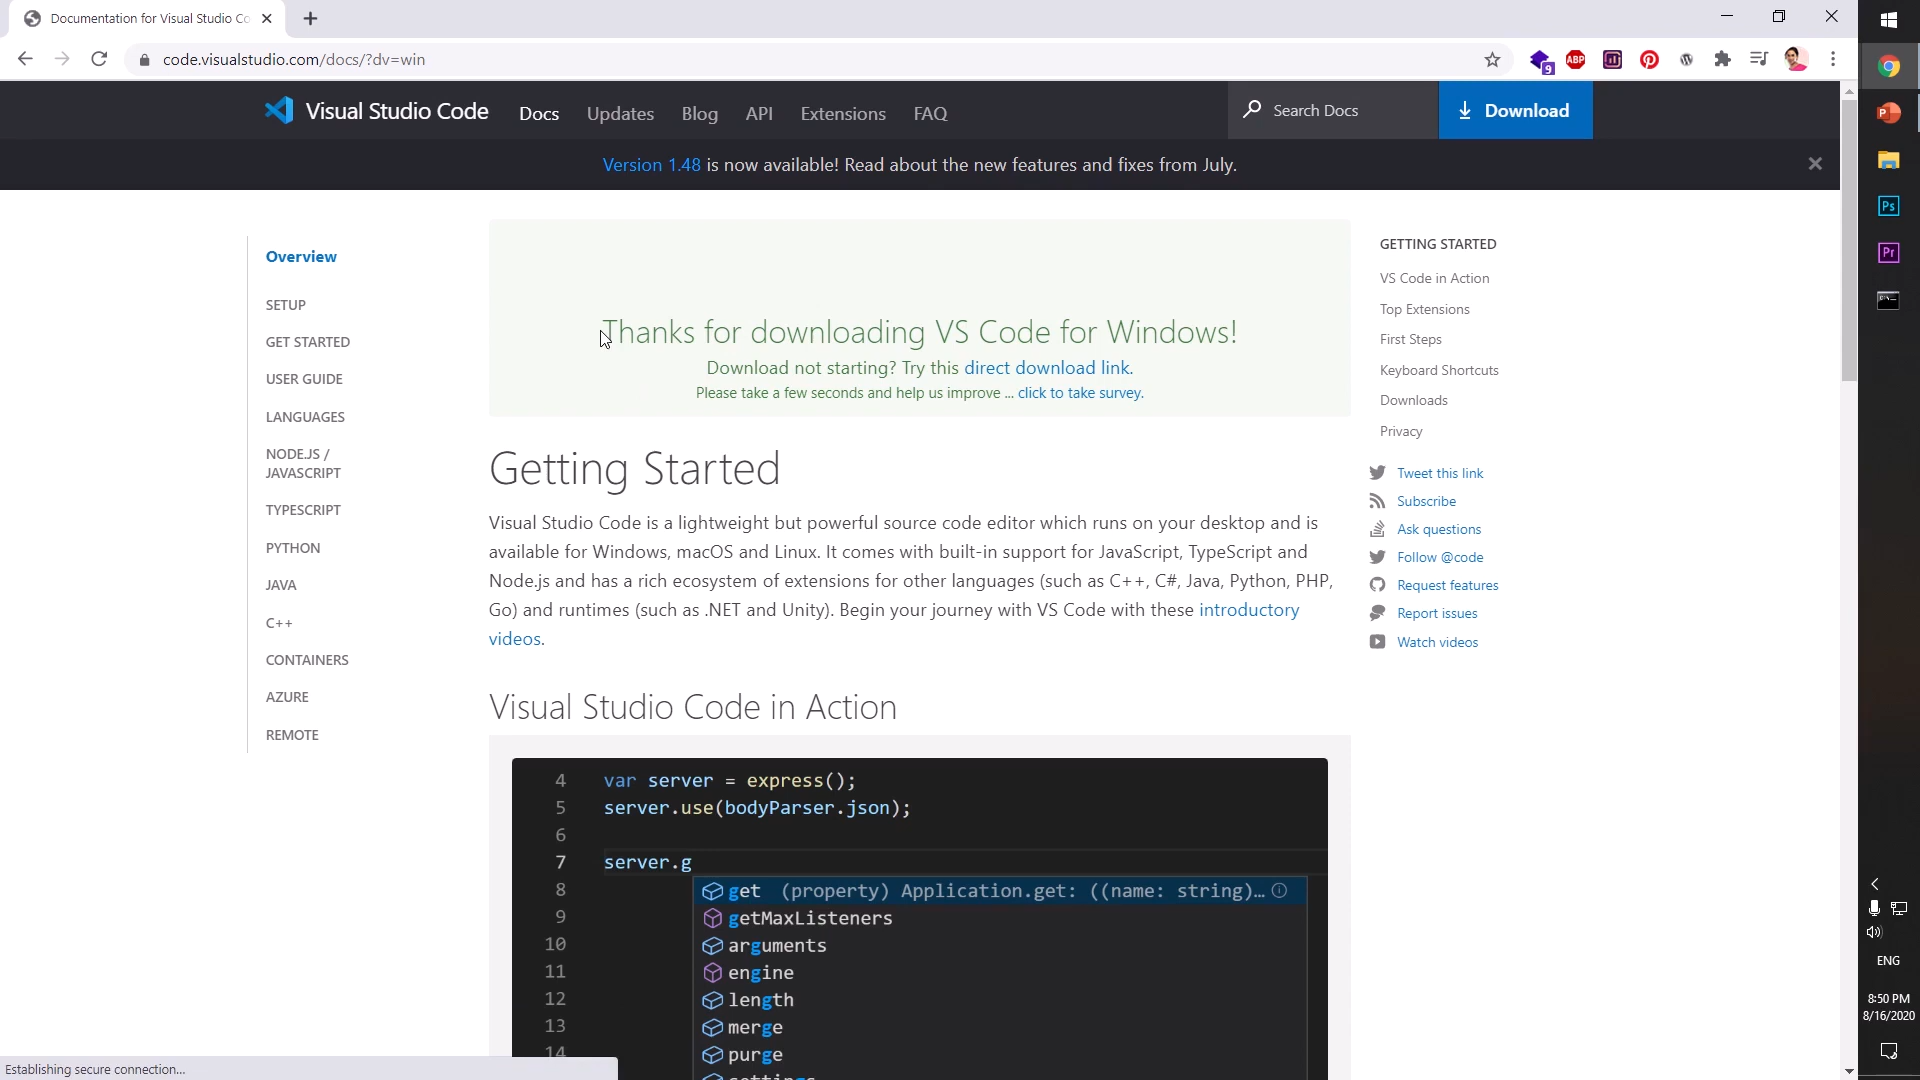 Documentation for Visual Studio Co
code.visualstudio.com/docs/?dv=win
9
ABP
Visual Studio Code
Docs
Updates
Blog
API
Extensions
FAQ
Search Docs
Download
Version 1.48 is now available! Read about the new features and fixes from July.
Overview
SETUP
GET STARTED
USER GUIDE
LANGUAGES
NODE.JS /
JAVASCRIPT
TYPESCRIPT
PYTHON
JAVA
C++
CONTAINERS
AZURE
REMOTE
Thanks for downloading VS Code for Windows!
Download not starting? Try this direct download link.
Please take a few seconds and help us improve ... click to take survey.
Getting Started
Visual Studio Code is a lightweight but powerful source code editor which runs on your desktop and is
available for Windows, macOS and Linux. It comes with built-in support for JavaScript, TypeScript and
Node.js and has a rich ecosystem of extensions for other languages (such as C++, C#, Java, Python, PHP,
Go) and runtimes (such as .NET and Unity). Begin your journey with VS Code with these introductory
videos.
Visual Studio Code in Action
4 var server = express();
5 server.use(bodyParser.json);
6
7 server.g
8 get (property) Application.get: ((name: string)…
9 getMaxListeners
10 arguments
11 engine
12 length
13 merge
14 purge
GETTING STARTED
VS Code in Action
Top Extensions
First Steps
Keyboard Shortcuts
Downloads
Privacy
Tweet this link
Subscribe
Ask questions
Follow @code
Request features
Report issues
Watch videos
Establishing secure connection...
P
Ps
Pr
ENG
8:50 PM
8/16/2020